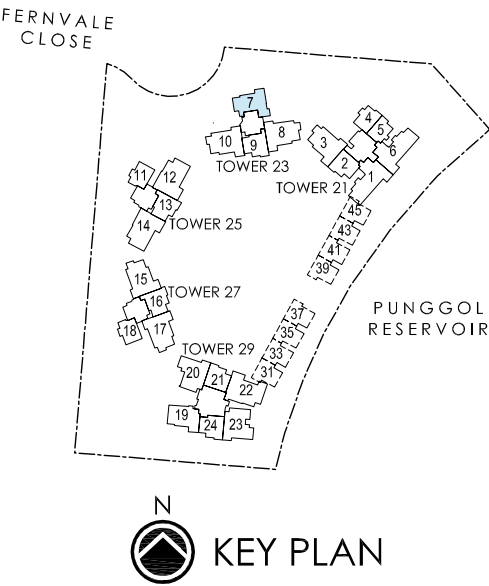 FERNVALE
CLOSE
7
4
5
10
9
8
3
2
6
1
TOWER 23
TOWER 21
11
12
13
14
TOWER 25
45
43
41
39
15
16
TOWER 27
18
17
37
35
33
31
PUNGGOL
RESERVOIR
TOWER 29
20
21
22
19
24
23
N
KEY PLAN